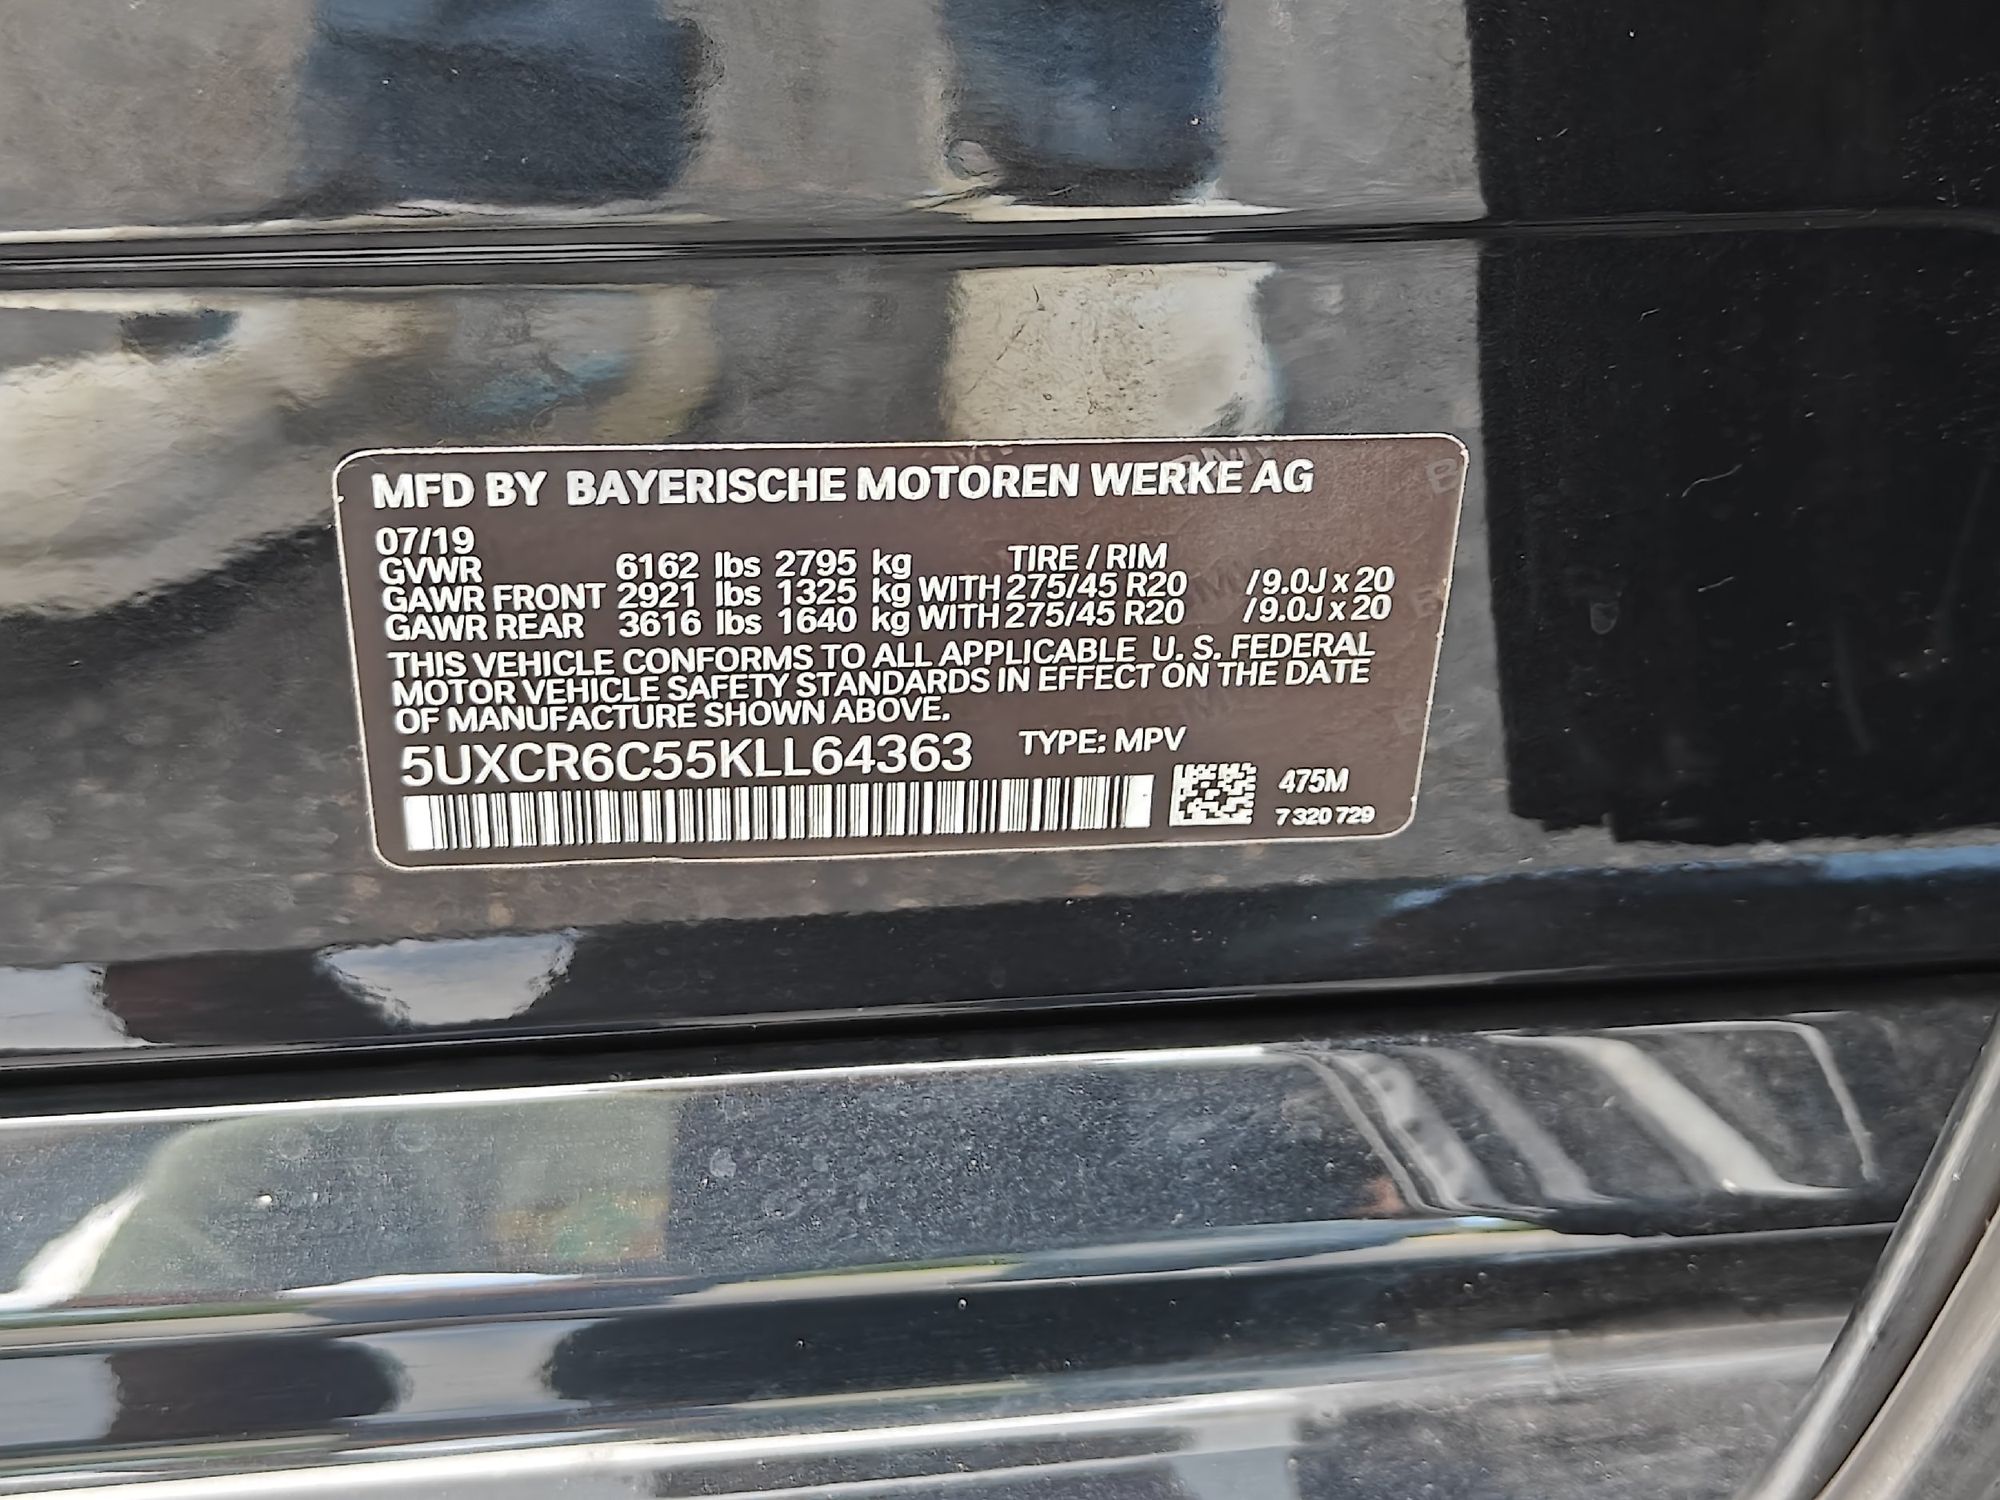 MFD BY BAYERISCHE MOTOREN WERKE AG
07/19
GVWR 6162 lbs 2795 kg TIRE / RIM
GAWR FRONT 2921 lbs 1325 kg WITH 275/45 R20 /9.0J x 20
GAWR REAR 3616 lbs 1640 kg WITH 275/45 R20 /9.0J x 20
THIS VEHICLE CONFORMS TO ALL APPLICABLE U. S. FEDERAL
MOTOR VEHICLE SAFETY STANDARDS IN EFFECT ON THE DATE
OF MANUFACTURE SHOWN ABOVE.
5UXCR6C55KLL64363 TYPE: MPV
475M
7 320 729